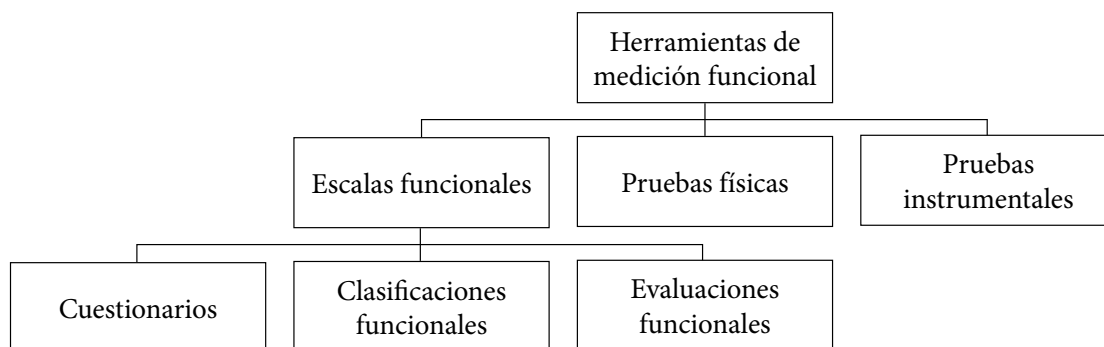 Herramientas de
medición funcional
Escalas funcionales
Pruebas físicas
Pruebas
instrumentales
Cuestionarios
Clasificaciones
funcionales
Evaluaciones
funcionales